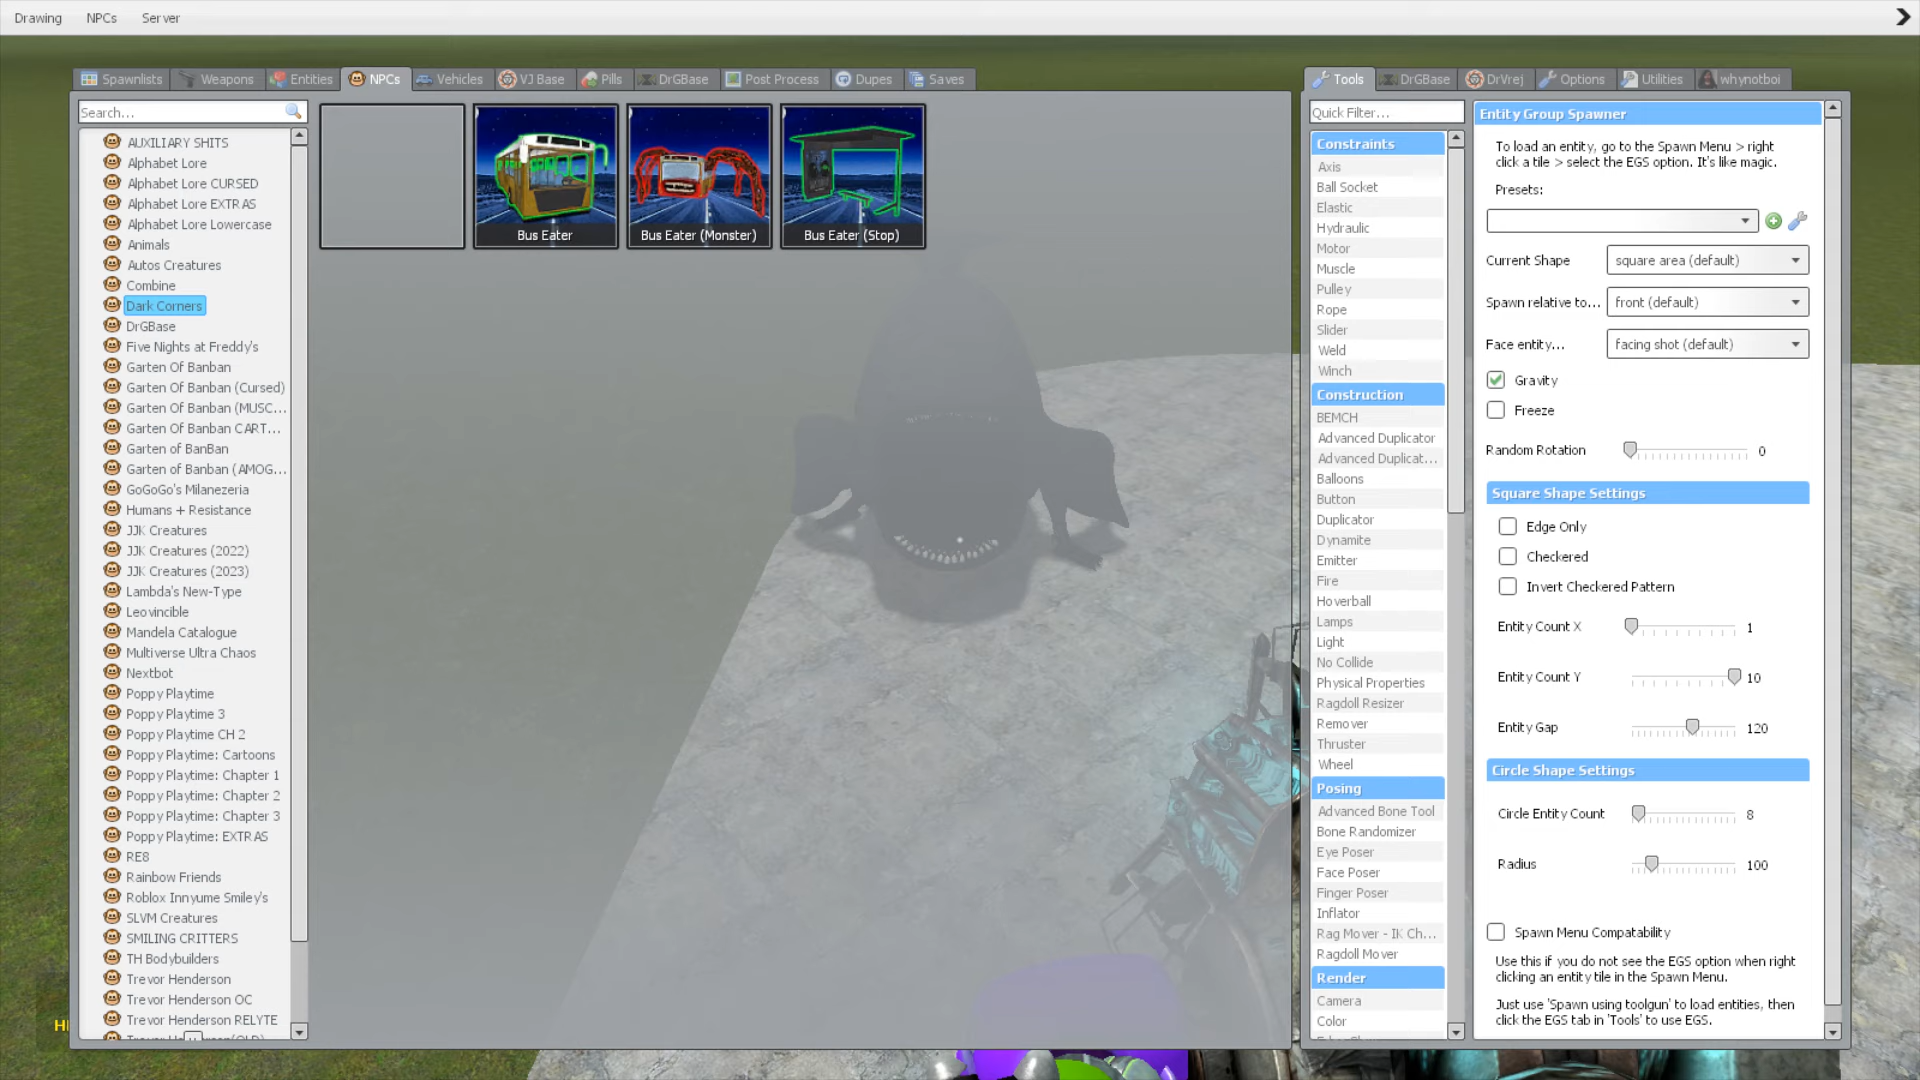 Drawing NPCs Server
Spawnlists Weapons Entities NPCs Vehicles VJ Base Pills DrGBase Post Process Dupes Saves
Search...
AUXILIARY SHITS
Alphabet Lore
Alphabet Lore CURSED
Alphabet Lore EXTRAS
Alphabet Lore Lowercase
Animals
Autos Creatures
Combine
Dark Corners
DrGBase
Five Nights at Freddy's
Garten Of Banban
Garten Of Banban (Cursed)
Garten Of Banban (MUSC...
Garten Of Banban CART...
Garten of BanBan
Garten of Banban (AMOG...
GoGoGo's Milanezeria
Humans + Resistance
JJK Creatures
JJK Creatures (2022)
JJK Creatures (2023)
Lambda's New-Type
Leovincible
Mandela Catalogue
Multiverse Ultra Chaos
Nextbot
Poppy Playtime
Poppy Playtime 3
Poppy Playtime CH 2
Poppy Playtime: Cartoons
Poppy Playtime: Chapter 1
Poppy Playtime: Chapter 2
Poppy Playtime: Chapter 3
Poppy Playtime: EXTRAS
RE8
Rainbow Friends
Roblox Innyume Smiley's
SLVM Creatures
SMILING CRITTERS
TH Bodybuilders
Trevor Henderson
Trevor Henderson OC
Trevor Henderson RELYTE
Bus Eater
Bus Eater (Monster)
Bus Eater (Stop)
Tools DrGBase DrVrej Options Utilities whynotboi
Quick Filter...
Constraints
Axis
Ball Socket
Elastic
Hydraulic
Motor
Muscle
Pulley
Rope
Slider
Weld
Winch
Construction
BEMCH
Advanced Duplicator
Advanced Duplicat...
Balloons
Button
Duplicator
Dynamite
Emitter
Fire
Hoverball
Lamps
Light
No Collide
Physical Properties
Ragdoll Resizer
Remover
Thruster
Wheel
Posing
Advanced Bone Tool
Bone Randomizer
Eye Poser
Face Poser
Finger Poser
Inflator
Rag Mover - IK Ch...
Ragdoll Mover
Render
Camera
Color
Entity Group Spawner
To load an entity, go to the Spawn Menu > right
click a tile > select the EGS option. It's like magic.
Presets:
Current Shape square area (default)
Spawn relative to... front (default)
Face entity... facing shot (default)
Gravity
Freeze
Random Rotation 0
Square Shape Settings
Edge Only
Checkered
Invert Checkered Pattern
Entity Count X 1
Entity Count Y 10
Entity Gap 120
Circle Shape Settings
Circle Entity Count 8
Radius 100
Spawn Menu Compatability
Use this if you do not see the EGS option when right
clicking an entity tile in the Spawn Menu.
Just use 'Spawn using toolgun' to load entities, then
click the EGS tab in 'Tools' to use EGS.